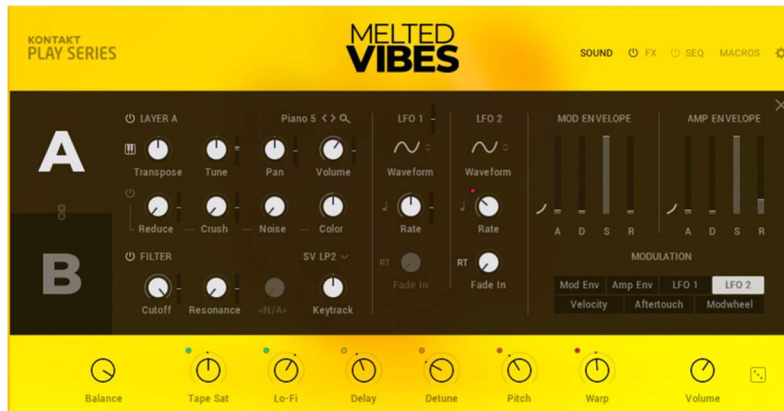 KONTAKT
PLAY SERIES
MELTED
VIBES
SOUND FX SEQ MACROS
A
LAYER A Piano 5
Transpose Tune Pan Volume
Reduce Crush Noise Color
B
FILTER SV LP2
Cutoff Resonance <N/A> Keytrack
LFO 1
Waveform
Rate
RT
Fade In
LFO 2
Waveform
Rate
RT
Fade In
MOD ENVELOPE
A D S R
AMP ENVELOPE
A D S R
MODULATION
Mod Env Amp Env LFO 1 LFO 2
Velocity Aftertouch Modwheel
Balance Tape Sat Lo-Fi Delay Detune Pitch Warp Volume